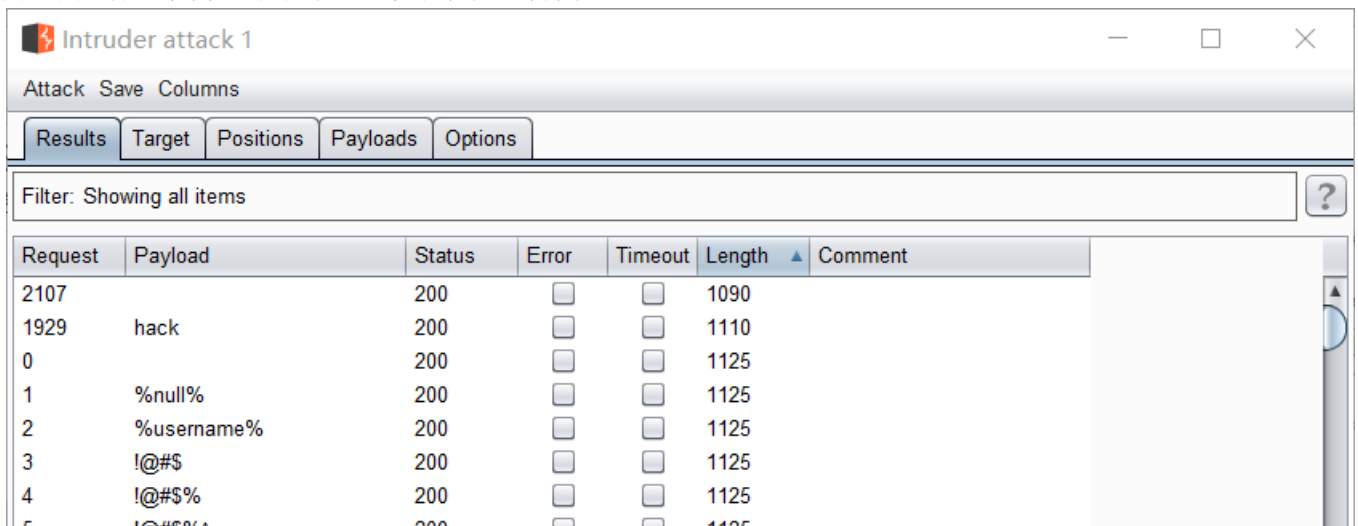 Intruder attack 1
Attack Save Columns
Results Target Positions Payloads Options
Filter: Showing all items ?
Request Payload Status Error Timeout Length Comment
2107 200 1090
1929 hack 200 1110
0 200 1125
1 %null% 200 1125
2 %username% 200 1125
3 !@#$ 200 1125
4 !@#$% 200 1125